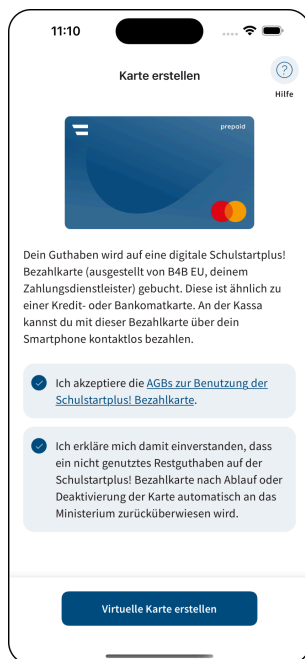 11:10
Karte erstellen
Hilfe
prepaid
Dein Guthaben wird auf eine digitale Schulstartplus!
Bezahlkarte (ausgestellt von B4B EU, deinem
Zahlungsdienstleister) gebucht. Diese ist ähnlich zu
einer Kredit- oder Bankomatkarte. An der Kassa
kannst du mit dieser Bezahlkarte über dein
Smartphone kontaktlos bezahlen.
Ich akzeptiere die AGBs zur Benutzung der
Schulstartplus! Bezahlkarte.
Ich erkläre mich damit einverstanden, dass
ein nicht genutztes Restguthaben auf der
Schulstartplus! Bezahlkarte nach Ablauf oder
Deaktivierung der Karte automatisch an das
Ministerium zurücküberwiesen wird.
Virtuelle Karte erstellen